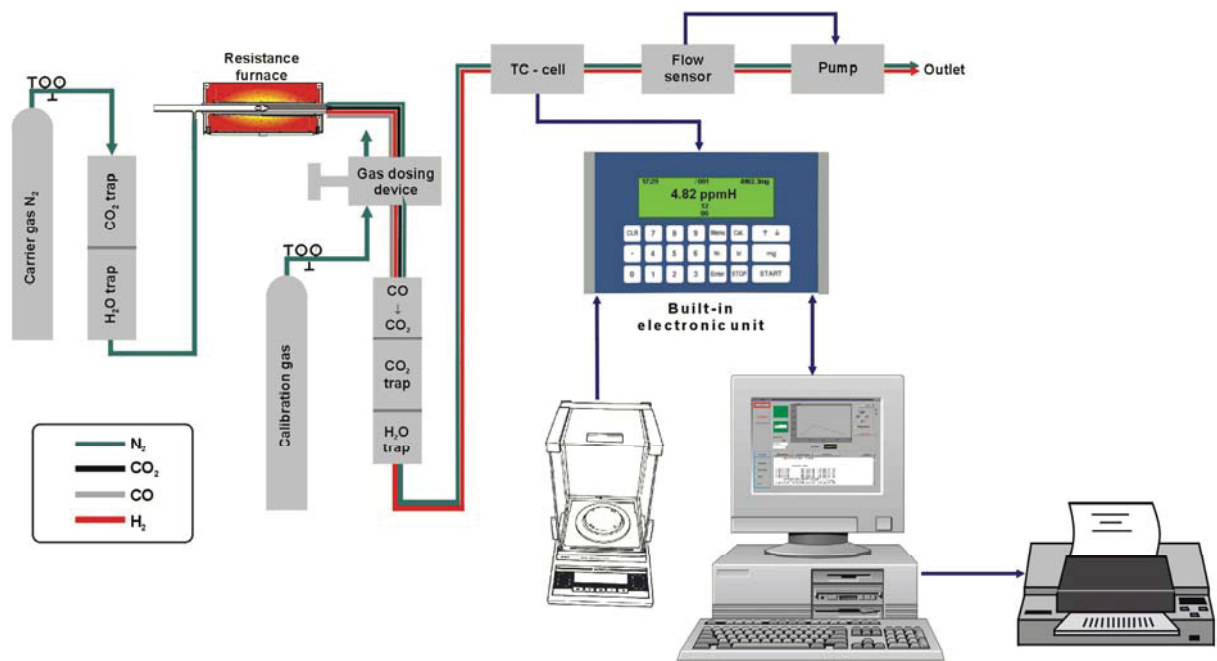 Resistance
furnace
TC - cell
Flow
sensor
Pump
Outlet
Carrier gas N₂
CO₂ trap
H₂O trap
Gas dosing
device
Calibration gas
CO
↓
CO₂
CO₂
trap
H₂O
trap
4.82 ppmH
12
CLR 7 8 9 Menu Cal. ↑ ↓
4 5 6 mg
0 1 2 3 Enter STOP START
Built-in
electronic unit
N₂
CO₂
CO
H₂